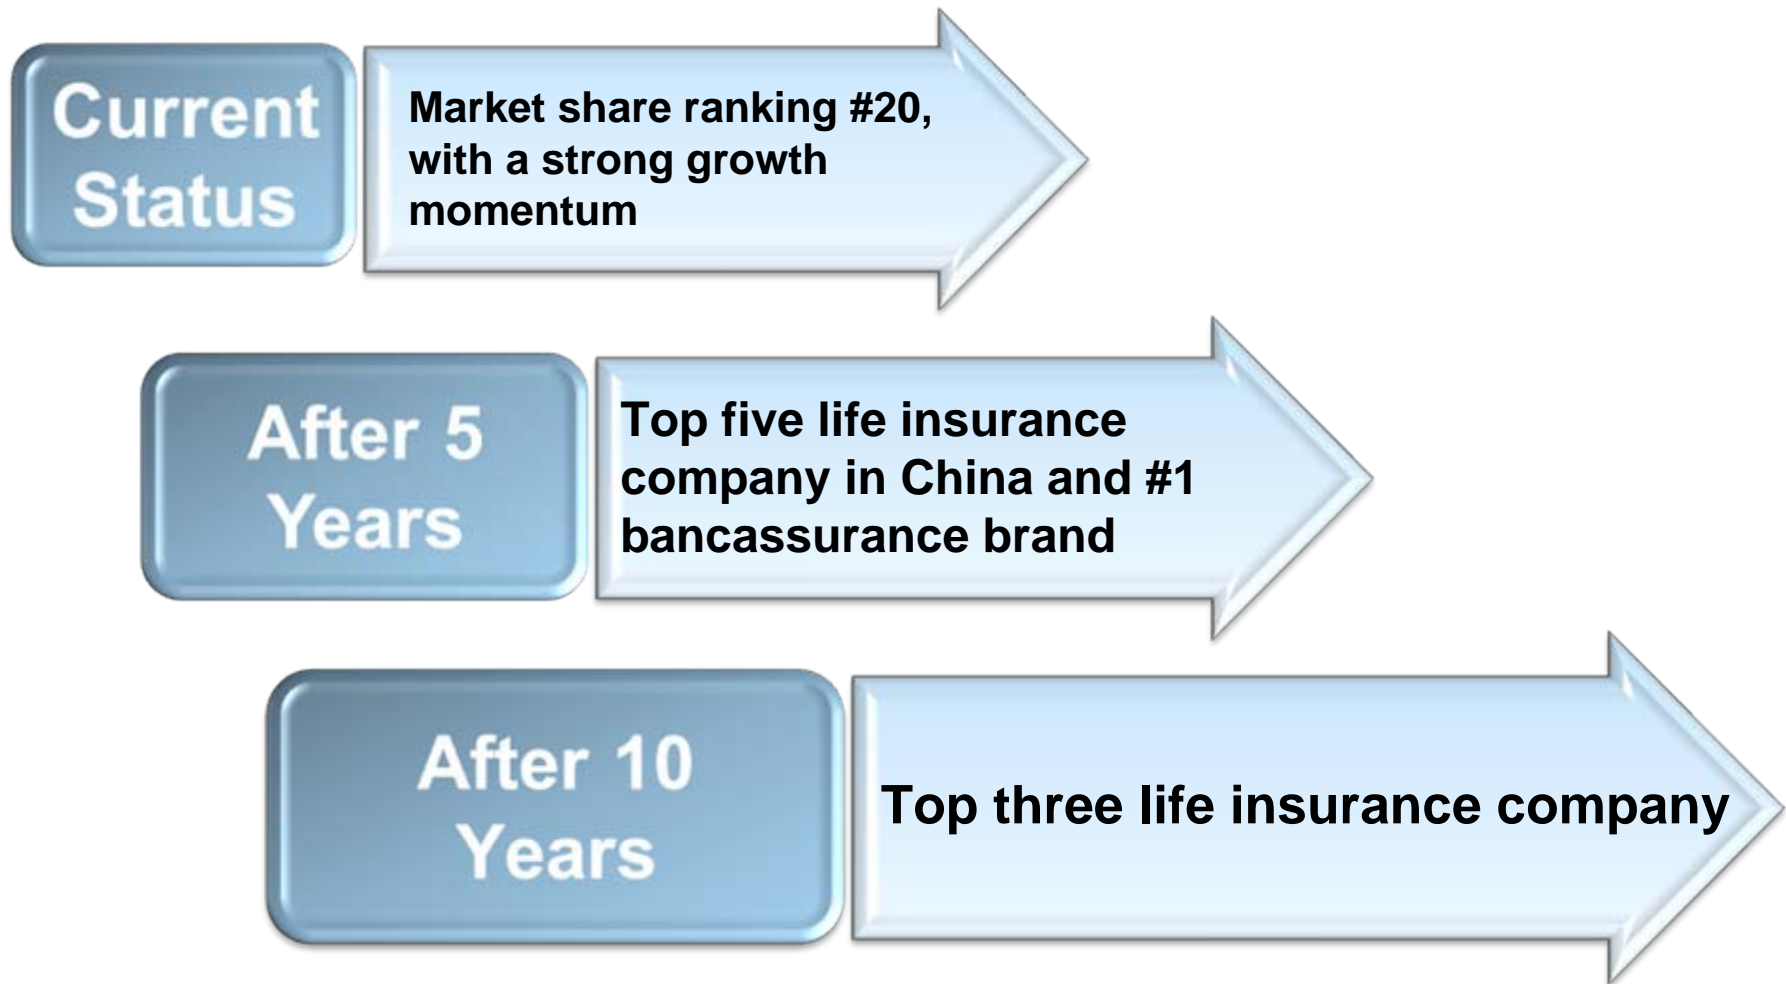 Current
Status
Market share ranking #20,
with a strong growth
momentum
After 5
Years
Top five life insurance
company in China and #1
bancassurance brand
After 10
Years
Top three life insurance company